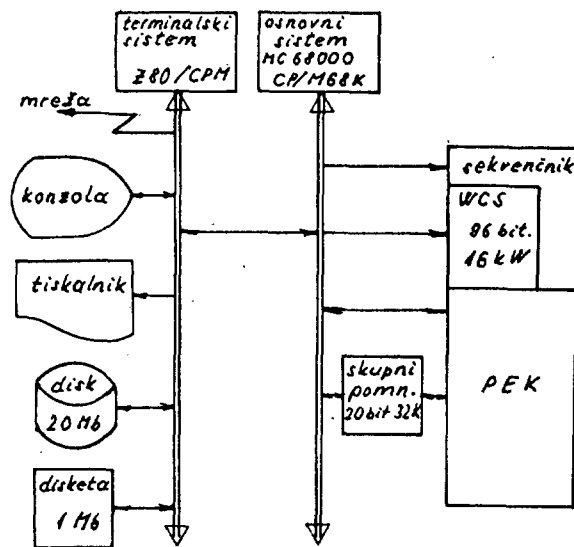 terminalski
sistem
Z80/CPM
osnovni
sistem
MC 68000
CP/M68K
mreža
konzola
tiskalnik
disk
20 Mb
disketa
1 Mb
sekvenčnik
WCS
96 bit.
16 kW
skupni
pomn.
20 bit 32K
PEK